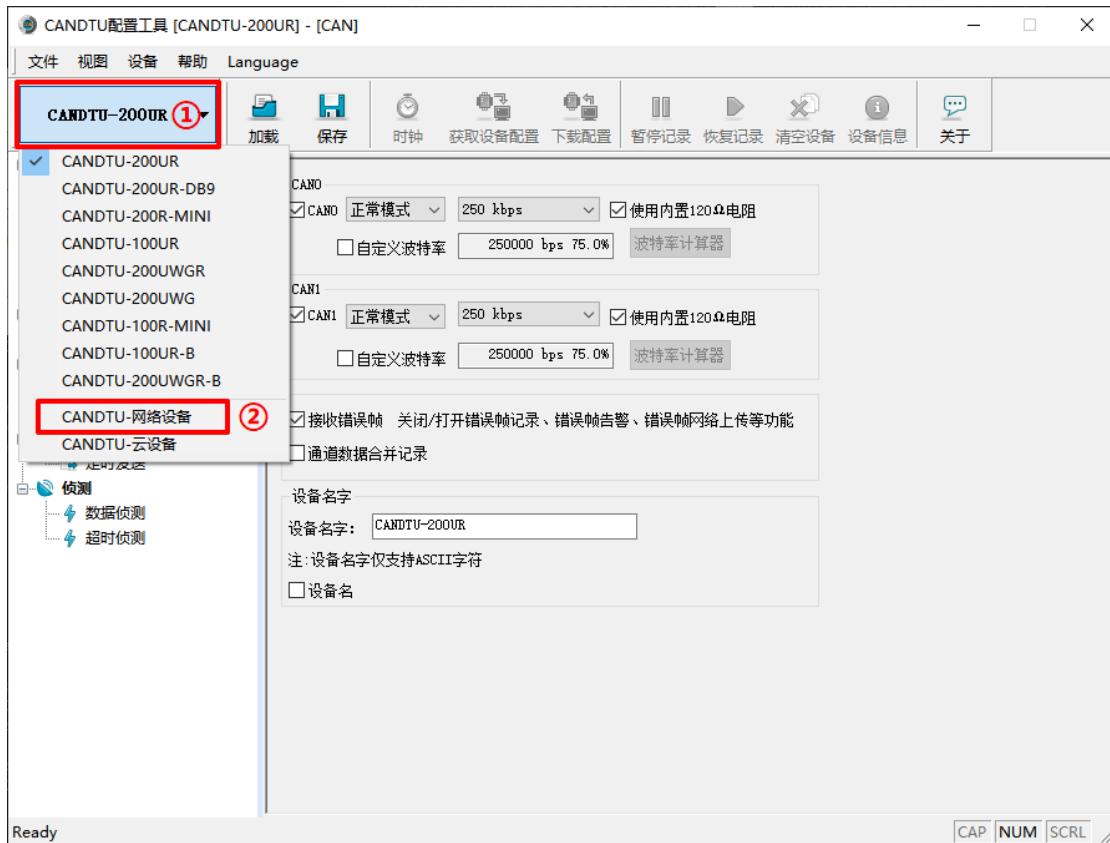 CANDTU配置工具 [CANDTU-200UR] - [CAN]
文件 视图 设备 帮助 Language
CANDTU-200UR ①
加载 保存 时钟 获取设备配置 下载配置 暂停记录 恢复记录 清空设备 设备信息 关于
CANDTU-200UR
CANDTU-200UR-DB9
CANDTU-200R-MINI
CANDTU-100UR
CANDTU-200UWGR
CANDTU-200UWG
CANDTU-100R-MINI
CANDTU-100UR-B
CANDTU-200UWGR-B
CANDTU-网络设备 ②
CANDTU-云设备
定时发送
侦测
数据侦测
超时侦测
CAN0
CAN0 正常模式 250 kbps 使用内置120Ω电阻
自定义波特率 250000 bps 75.0% 波特率计算器
CAN1
CAN1 正常模式 250 kbps 使用内置120Ω电阻
自定义波特率 250000 bps 75.0% 波特率计算器
接收错误帧 关闭/打开错误帧记录、错误帧告警、错误帧网络上传等功能
通道数据合并记录
设备名字
设备名字: CANDTU-200UR
注:设备名字仅支持ASCII字符
设备名
Ready CAP NUM SCRL